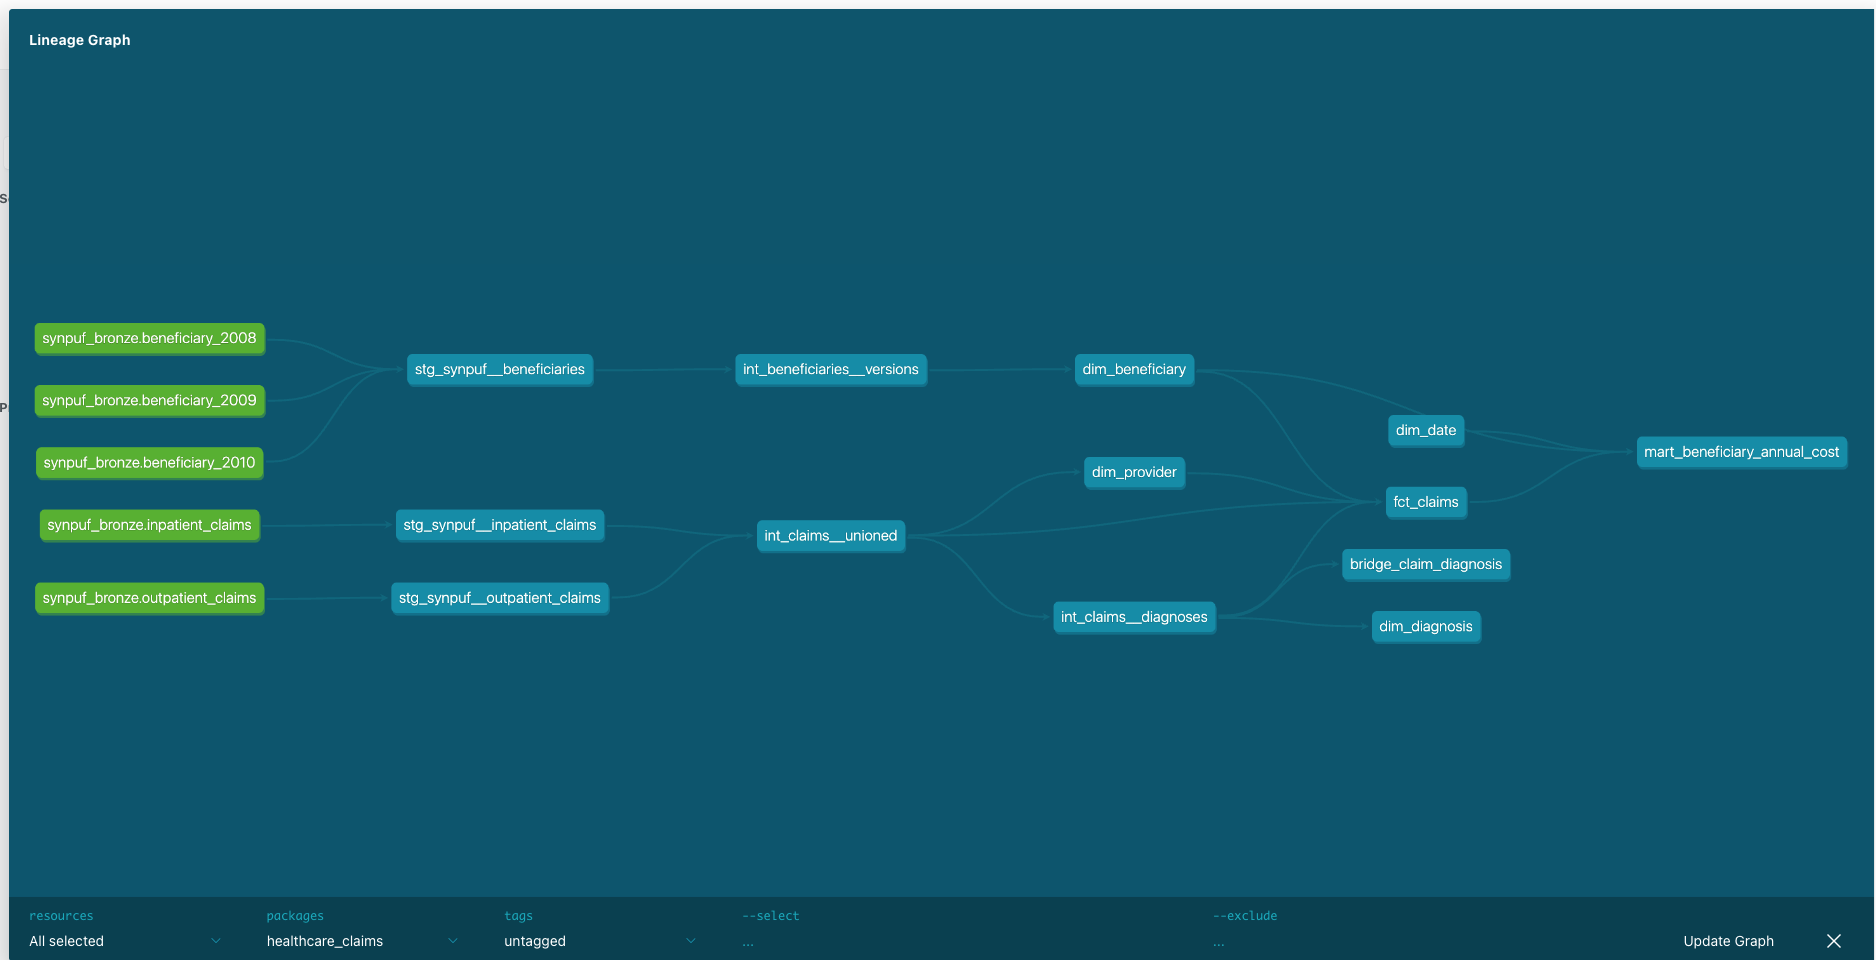 Lineage Graph
synpuf_bronze.beneficiary_2008
synpuf_bronze.beneficiary_2009
synpuf_bronze.beneficiary_2010
synpuf_bronze.inpatient_claims
synpuf_bronze.outpatient_claims
stg_synpuf__beneficiaries
stg_synpuf__inpatient_claims
stg_synpuf__outpatient_claims
int_beneficiaries__versions
int_claims__unioned
dim_beneficiary
dim_provider
int_claims__diagnoses
dim_date
fct_claims
bridge_claim_diagnosis
dim_diagnosis
mart_beneficiary_annual_cost
resources
All selected
packages
healthcare_claims
tags
untagged
--select
...
--exclude
...
Update Graph